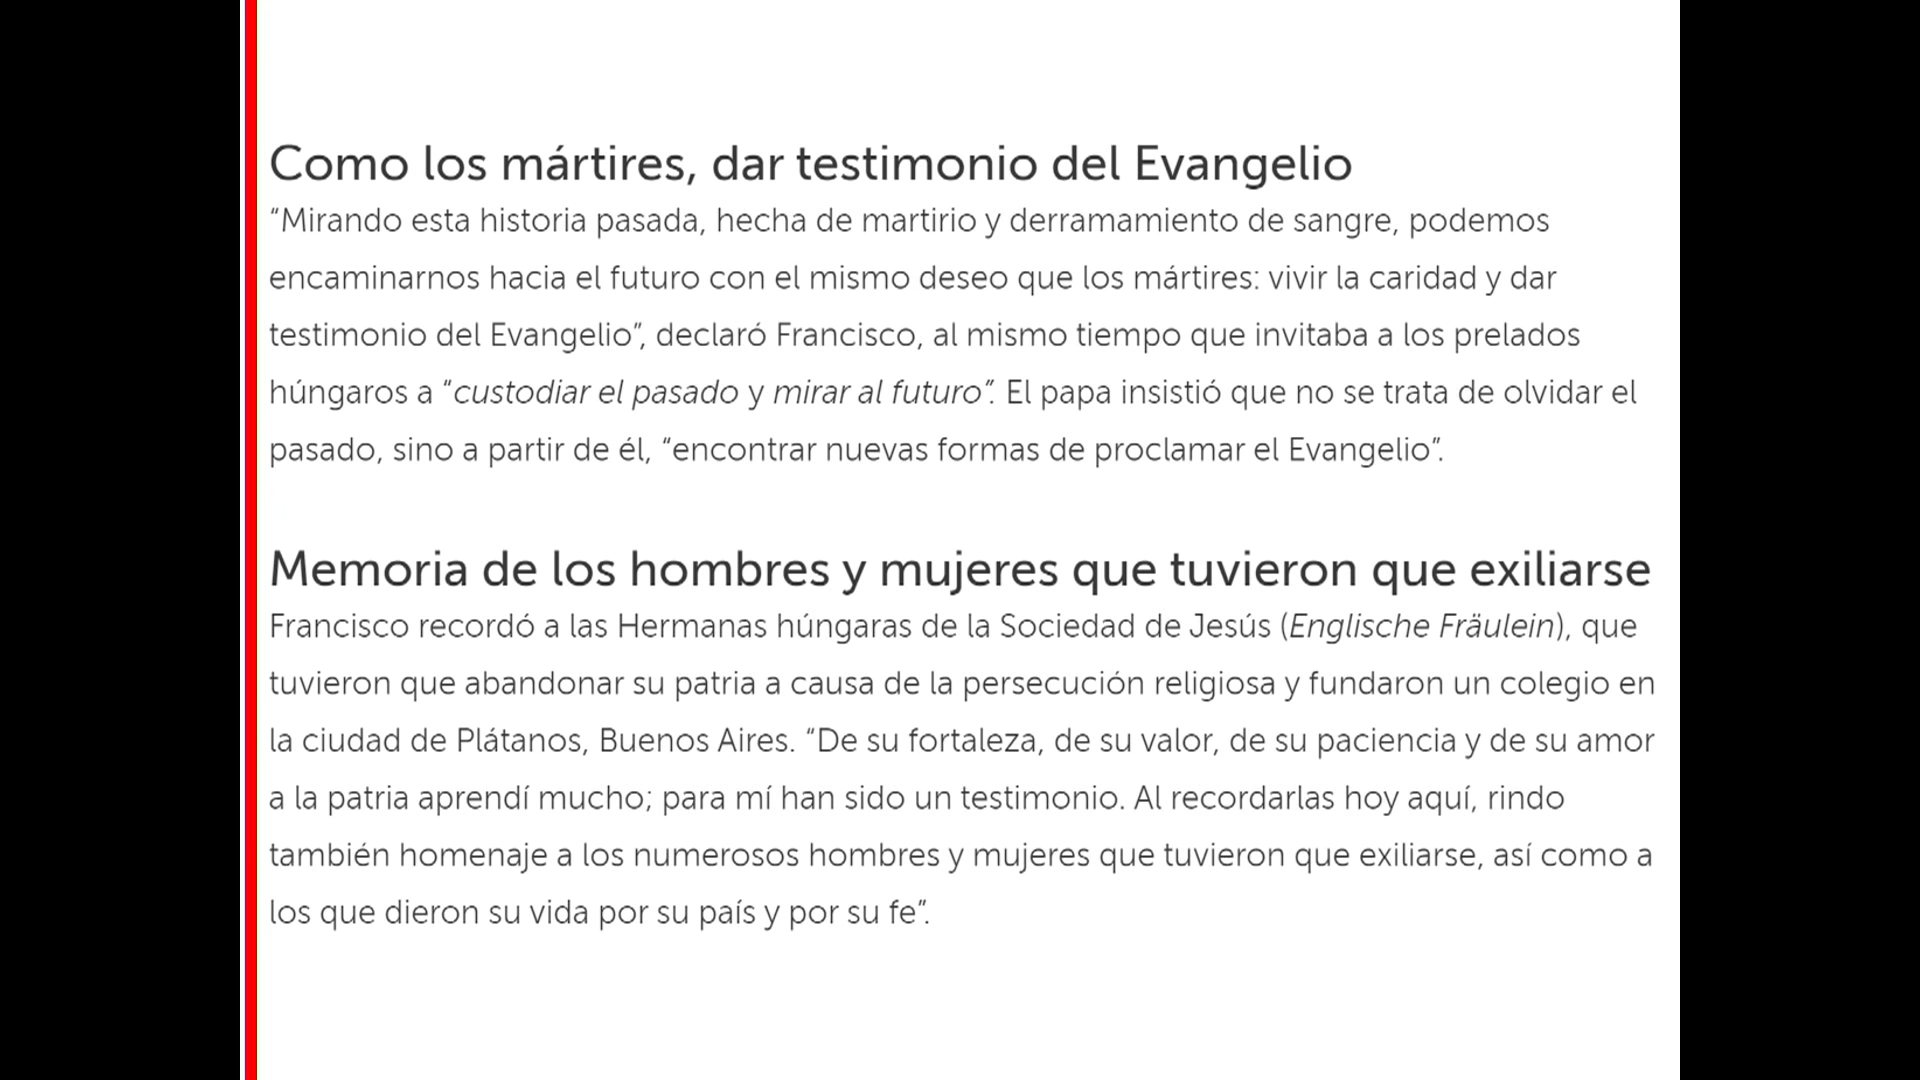 Como los mártires, dar testimonio del Evangelio
“Mirando esta historia pasada, hecha de martirio y derramamiento de sangre, podemos
encaminarnos hacia el futuro con el mismo deseo que los mártires: vivir la caridad y dar
testimonio del Evangelio”, declaró Francisco, al mismo tiempo que invitaba a los prelados
húngaros a “custodiar el pasado y mirar al futuro”. El papa insistió que no se trata de olvidar el
pasado, sino a partir de él, “encontrar nuevas formas de proclamar el Evangelio”.
Memoria de los hombres y mujeres que tuvieron que exiliarse
Francisco recordó a las Hermanas húngaras de la Sociedad de Jesús (Englische Fräulein), que
tuvieron que abandonar su patria a causa de la persecución religiosa y fundaron un colegio en
la ciudad de Plátanos, Buenos Aires. “De su fortaleza, de su valor, de su paciencia y de su amor
a la patria aprendí mucho; para mí han sido un testimonio. Al recordarlas hoy aquí, rindo
también homenaje a los numerosos hombres y mujeres que tuvieron que exiliarse, así como a
los que dieron su vida por su país y por su fe”.